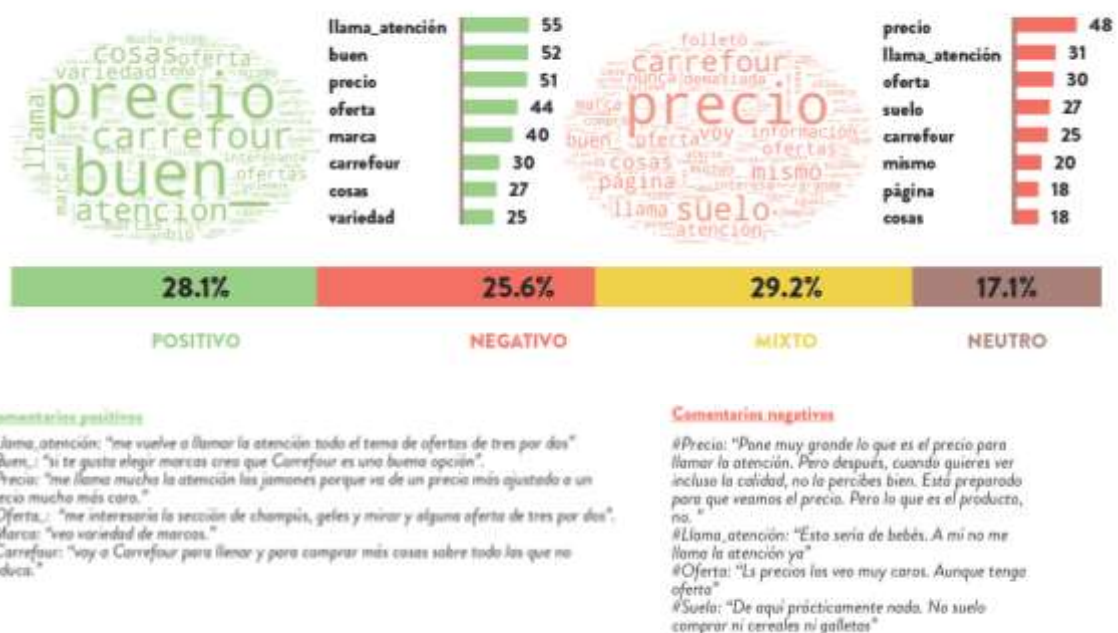 cosas oferta
variedad
llama
precio
carrefour
buen
ofertas
atención
llama_atención 55
buen 52
precio 51
oferta 44
marca 40
carrefour 30
cosas 27
variedad 25
folleto
carrefour
nunca demasiada
precio
buen oferta voy información
ofertas
cosas mismo
página
llama suelo
atención
precio 48
llama_atención 31
oferta 30
suelo 27
carrefour 25
mismo 20
página 18
cosas 18
28.1% 25.6% 29.2% 17.1%
POSITIVO NEGATIVO MIXTO NEUTRO
omentarios positivos
lama_atención: "me vuelve a llamar la atención todo el tema de ofertas de tres por dos"
Buen_: "si te gusta elegir marcas creo que Carrefour es una buena opción".
Precio: "me llama mucho la atención los jamones porque va de un precio más ajustado a un
ecio mucho más caro."
Oferta_: "me interesaría la sección de champús, geles y mirar y alguna oferta de tres por dos".
Marca: "veo variedad de marcas."
Carrefour: "voy a Carrefour para llenar y para comprar más cosas sobre todo las que no
duca."
Comentarios negativos
#Precio: "Pone muy grande lo que es el precio para
llamar la atención. Pero después, cuando quieres ver
incluso la calidad, no la percibes bien. Está preparado
para que veamos el precio. Pero lo que es el producto,
no. "
#Llama_atención: "Esto sería de bebés. A mi no me
llama la atención ya"
#Oferta: "Ls precios los veo muy caros. Aunque tenga
oferta"
#Suelo: "De aquí prácticamente nada. No suelo
comprar ni cereales ni galletas"